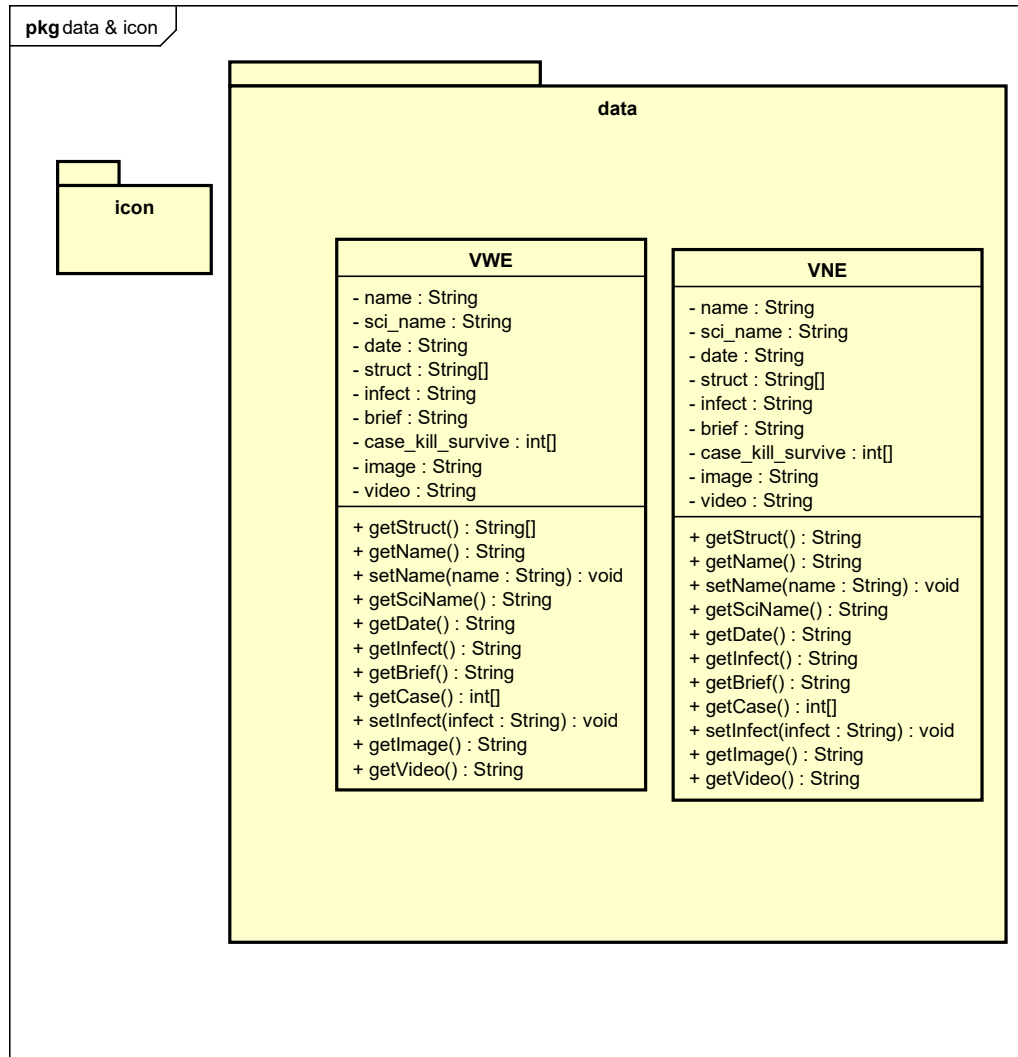 pkg data & icon
data
icon
VWE
- name : String
- sci_name : String
- date : String
- struct : String[]
- infect : String
- brief : String
- case_kill_survive : int[]
- image : String
- video : String
+ getStruct() : String[]
+ getName() : String
+ setName(name : String) : void
+ getSciName() : String
+ getDate() : String
+ getInfect() : String
+ getBrief() : String
+ getCase() : int[]
+ setInfect(infect : String) : void
+ getImage() : String
+ getVideo() : String
VNE
- name : String
- sci_name : String
- date : String
- struct : String[]
- infect : String
- brief : String
- case_kill_survive : int[]
- image : String
- video : String
+ getStruct() : String
+ getName() : String
+ setName(name : String) : void
+ getSciName() : String
+ getDate() : String
+ getInfect() : String
+ getBrief() : String
+ getCase() : int[]
+ setInfect(infect : String) : void
+ getImage() : String
+ getVideo() : String